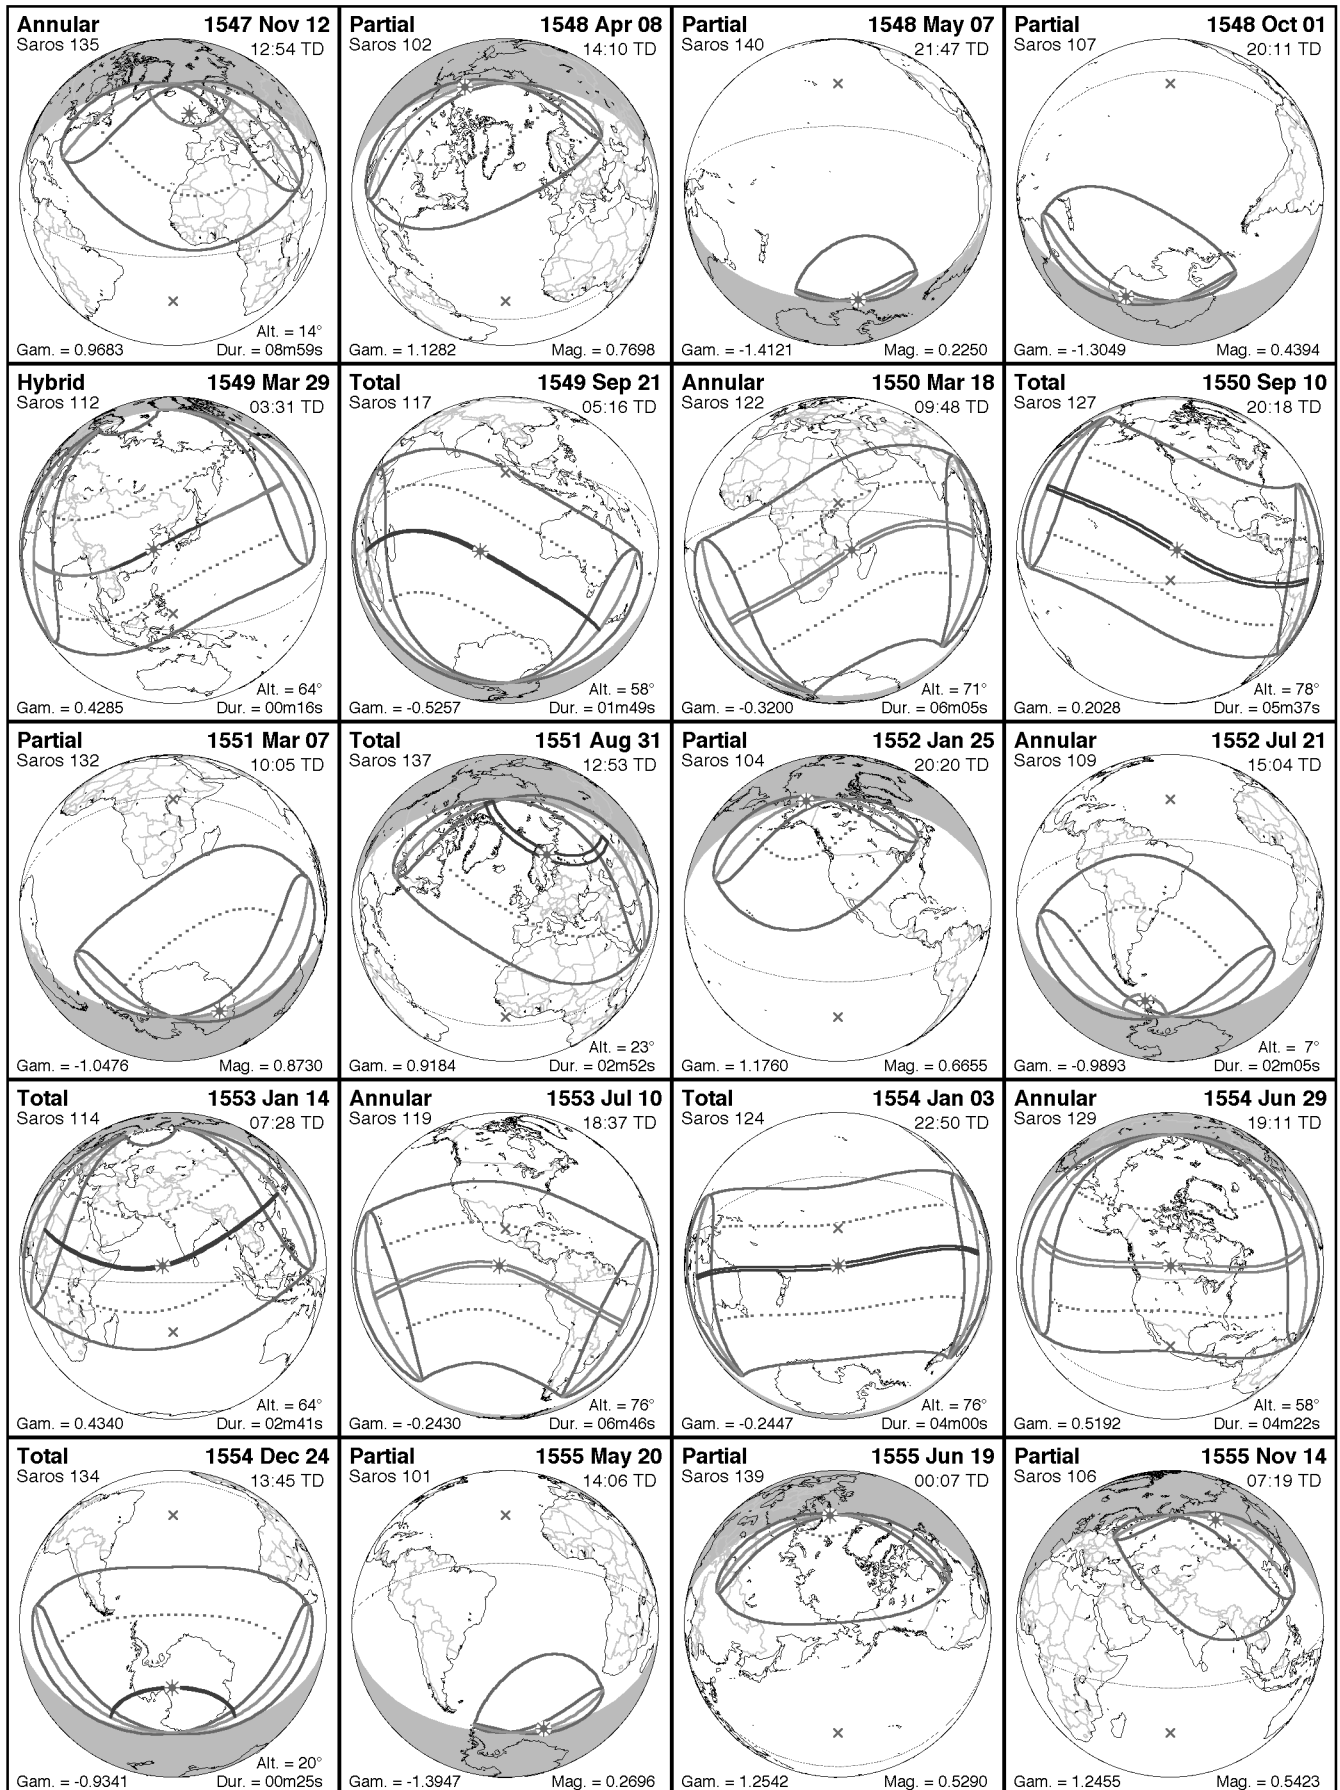 Annular 1547 Nov 12
Saros 135 12:54 TD
Alt. = 14°
Gam. = 0.9683 Dur. = 08m59s
Partial 1548 Apr 08
Saros 102 14:10 TD
Gam. = 1.1282 Mag. = 0.7698
Partial 1548 May 07
Saros 140 21:47 TD
Gam. = -1.4121 Mag. = 0.2250
Partial 1548 Oct 01
Saros 107 20:11 TD
Gam. = -1.3049 Mag. = 0.4394
Hybrid 1549 Mar 29
Saros 112 03:31 TD
Alt. = 64°
Gam. = 0.4285 Dur. = 00m16s
Total 1549 Sep 21
Saros 117 05:16 TD
Alt. = 58°
Gam. = -0.5257 Dur. = 01m49s
Annular 1550 Mar 18
Saros 122 09:48 TD
Alt. = 71°
Gam. = -0.3200 Dur. = 06m05s
Total 1550 Sep 10
Saros 127 20:18 TD
Alt. = 78°
Gam. = 0.2028 Dur. = 05m37s
Partial 1551 Mar 07
Saros 132 10:05 TD
Gam. = -1.0476 Mag. = 0.8730
Total 1551 Aug 31
Saros 137 12:53 TD
Alt. = 23°
Gam. = 0.9184 Dur. = 02m52s
Partial 1552 Jan 25
Saros 104 20:20 TD
Gam. = 1.1760 Mag. = 0.6655
Annular 1552 Jul 21
Saros 109 15:04 TD
Alt. = 7°
Gam. = -0.9893 Dur. = 02m05s
Total 1553 Jan 14
Saros 114 07:28 TD
Alt. = 64°
Gam. = 0.4340 Dur. = 02m41s
Annular 1553 Jul 10
Saros 119 18:37 TD
Alt. = 76°
Gam. = -0.2430 Dur. = 06m46s
Total 1554 Jan 03
Saros 124 22:50 TD
Alt. = 76°
Gam. = -0.2447 Dur. = 04m00s
Annular 1554 Jun 29
Saros 129 19:11 TD
Alt. = 58°
Gam. = 0.5192 Dur. = 04m22s
Total 1554 Dec 24
Saros 134 13:45 TD
Alt. = 20°
Gam. = -0.9341 Dur. = 00m25s
Partial 1555 May 20
Saros 101 14:06 TD
Gam. = -1.3947 Mag. = 0.2696
Partial 1555 Jun 19
Saros 139 00:07 TD
Gam. = 1.2542 Mag. = 0.5290
Partial 1555 Nov 14
Saros 106 07:19 TD
Gam. = 1.2455 Mag. = 0.5423